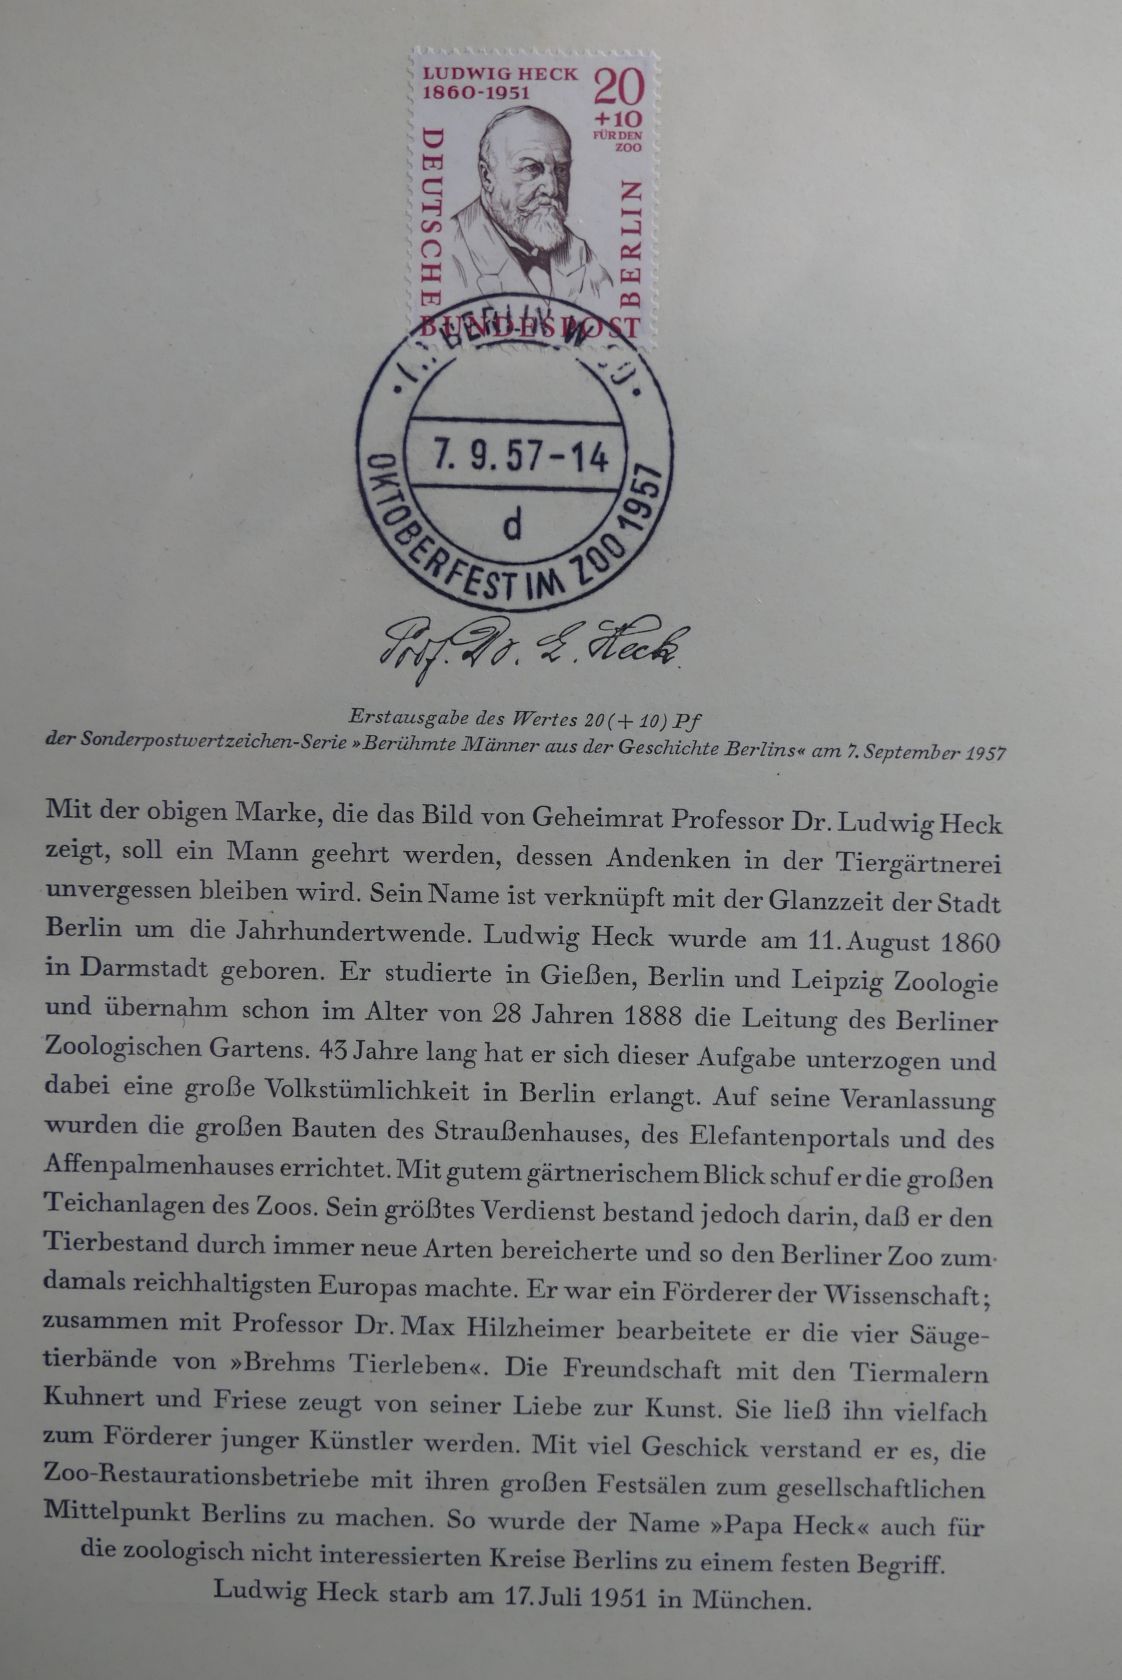 LUDWIG HECK
1860-1951
20
+10
FÜR DEN
ZOO
DEUTSCHE
BUNDESPOST
BERLIN
BERLIN W
7. 9. 57-14
d
OKTOBERFEST IM ZOO 1957
Prof. Dr. L. Heck.
Erstausgabe des Wertes 20 (+ 10) Pf
der Sonderpostwertzeichen-Serie »Berühmte Männer aus der Geschichte Berlins« am 7. September 1957
Mit der obigen Marke, die das Bild von Geheimrat Professor Dr. Ludwig Heck
zeigt, soll ein Mann geehrt werden, dessen Andenken in der Tiergärtnerei
unvergessen bleiben wird. Sein Name ist verknüpft mit der Glanzzeit der Stadt
Berlin um die Jahrhundertwende. Ludwig Heck wurde am 11. August 1860
in Darmstadt geboren. Er studierte in Gießen, Berlin und Leipzig Zoologie
und übernahm schon im Alter von 28 Jahren 1888 die Leitung des Berliner
Zoologischen Gartens. 43 Jahre lang hat er sich dieser Aufgabe unterzogen und
dabei eine große Volkstümlichkeit in Berlin erlangt. Auf seine Veranlassung
wurden die großen Bauten des Straußenhauses, des Elefantenportals und des
Affenpalmenhauses errichtet. Mit gutem gärtnerischem Blick schuf er die großen
Teichanlagen des Zoos. Sein größtes Verdienst bestand jedoch darin, daß er den
Tierbestand durch immer neue Arten bereicherte und so den Berliner Zoo zum
damals reichhaltigsten Europas machte. Er war ein Förderer der Wissenschaft;
zusammen mit Professor Dr. Max Hilzheimer bearbeitete er die vier Säuge-
tierbände von »Brehms Tierleben«. Die Freundschaft mit den Tiermalern
Kuhnert und Friese zeugt von seiner Liebe zur Kunst. Sie ließ ihn vielfach
zum Förderer junger Künstler werden. Mit viel Geschick verstand er es, die
Zoo-Restaurationsbetriebe mit ihren großen Festsälen zum gesellschaftlichen
Mittelpunkt Berlins zu machen. So wurde der Name »Papa Heck« auch für
die zoologisch nicht interessierten Kreise Berlins zu einem festen Begriff.
Ludwig Heck starb am 17. Juli 1951 in München.